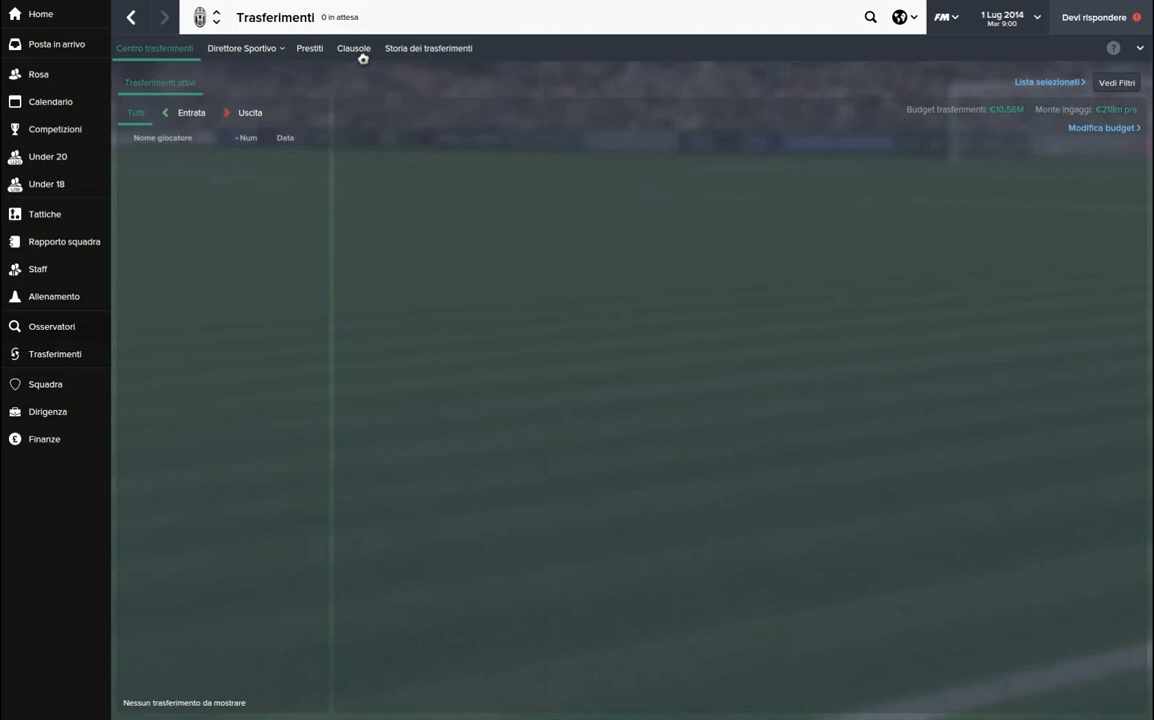 Home
Posta in arrivo
Rosa
Calendario
Competizioni
Under 20
Under 18
Tattiche
Rapporto squadra
Staff
Allenamento
Osservatori
Trasferimenti
Squadra
Dirigenza
Finanze
Trasferimenti 0 in attesa
FM
1 Lug 2014
Mar 9:00
Devi rispondere
Centro trasferimenti Direttore Sportivo Prestiti Clausole Storia dei trasferimenti
Trasferimenti attivi
Lista selezionati> Vedi Filtri
Tutti Entrata Uscita
Budget trasferimenti: €10.56M Monte ingaggi: €218m p/a
Modifica budget >
Nome giocatore Num Data
Nessun trasferimento da mostrare